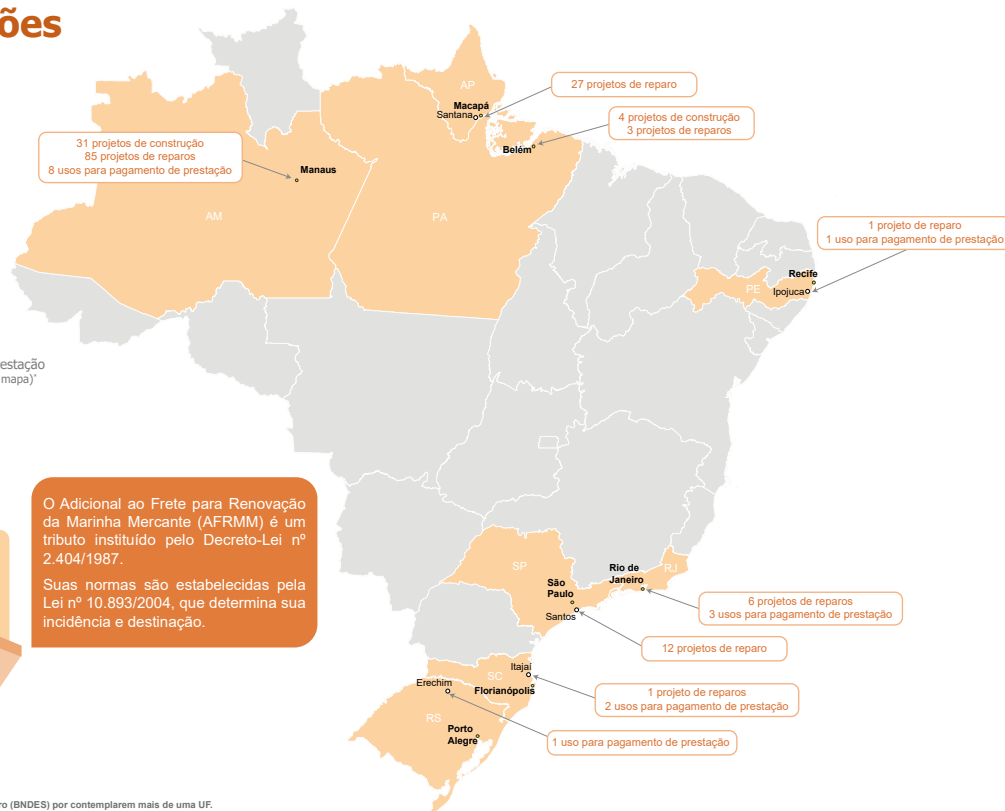 ões
27 projetos de reparo
AP
Macapá
Santana
4 projetos de construção
3 projetos de reparos
Belém
31 projetos de construção
85 projetos de reparos
8 usos para pagamento de prestação
Manaus
AM
PA
1 projeto de reparo
1 uso para pagamento de prestação
Recife
PE
Ipojuca
estação
mapa)*
O Adicional ao Frete para Renovação
da Marinha Mercante (AFRMM) é um
tributo instituído pelo Decreto-Lei nº
2.404/1987.
Suas normas são estabelecidas pela
Lei nº 10.893/2004, que determina sua
incidência e destinação.
SP
São
Paulo
Santos
Rio de
Janeiro
RJ
6 projetos de reparos
3 usos para pagamento de prestação
12 projetos de reparo
Itajaí
SC
Florianópolis
Erechim
1 projeto de reparos
2 usos para pagamento de prestação
RS
Porto
Alegre
1 uso para pagamento de prestação
ro (BNDES) por contemplarem mais de uma UF.